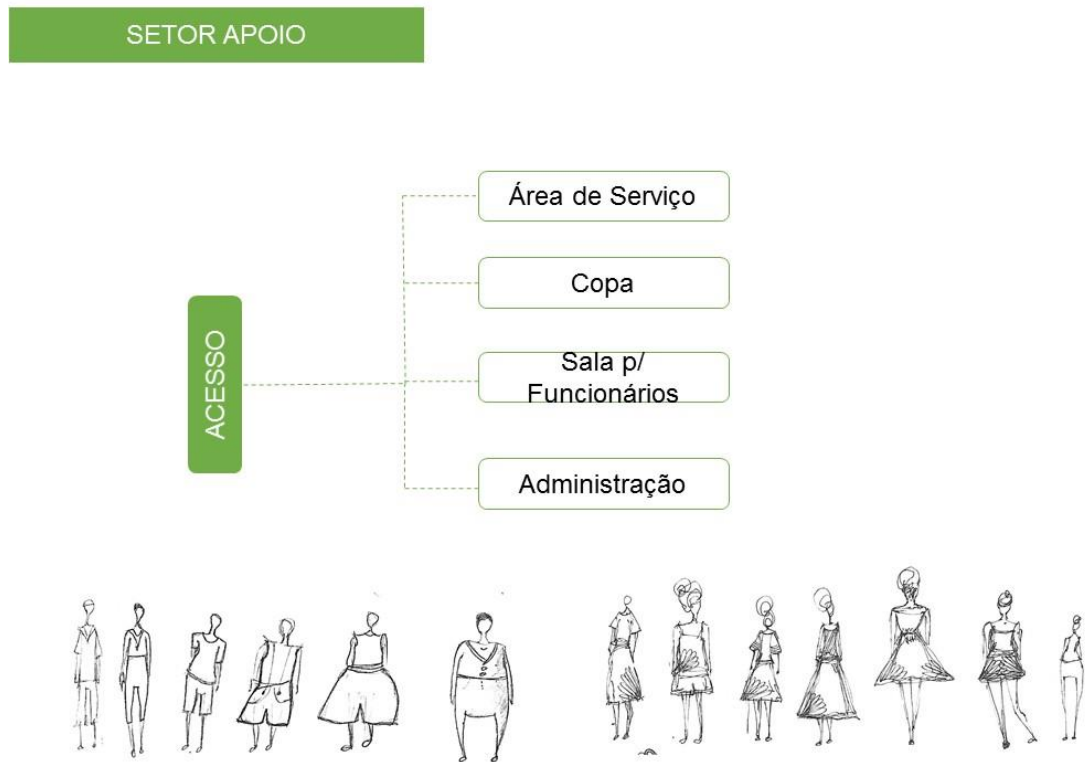 SETOR APOIO
Área de Serviço
Copa
ACESSO
Sala p/
Funcionários
Administração